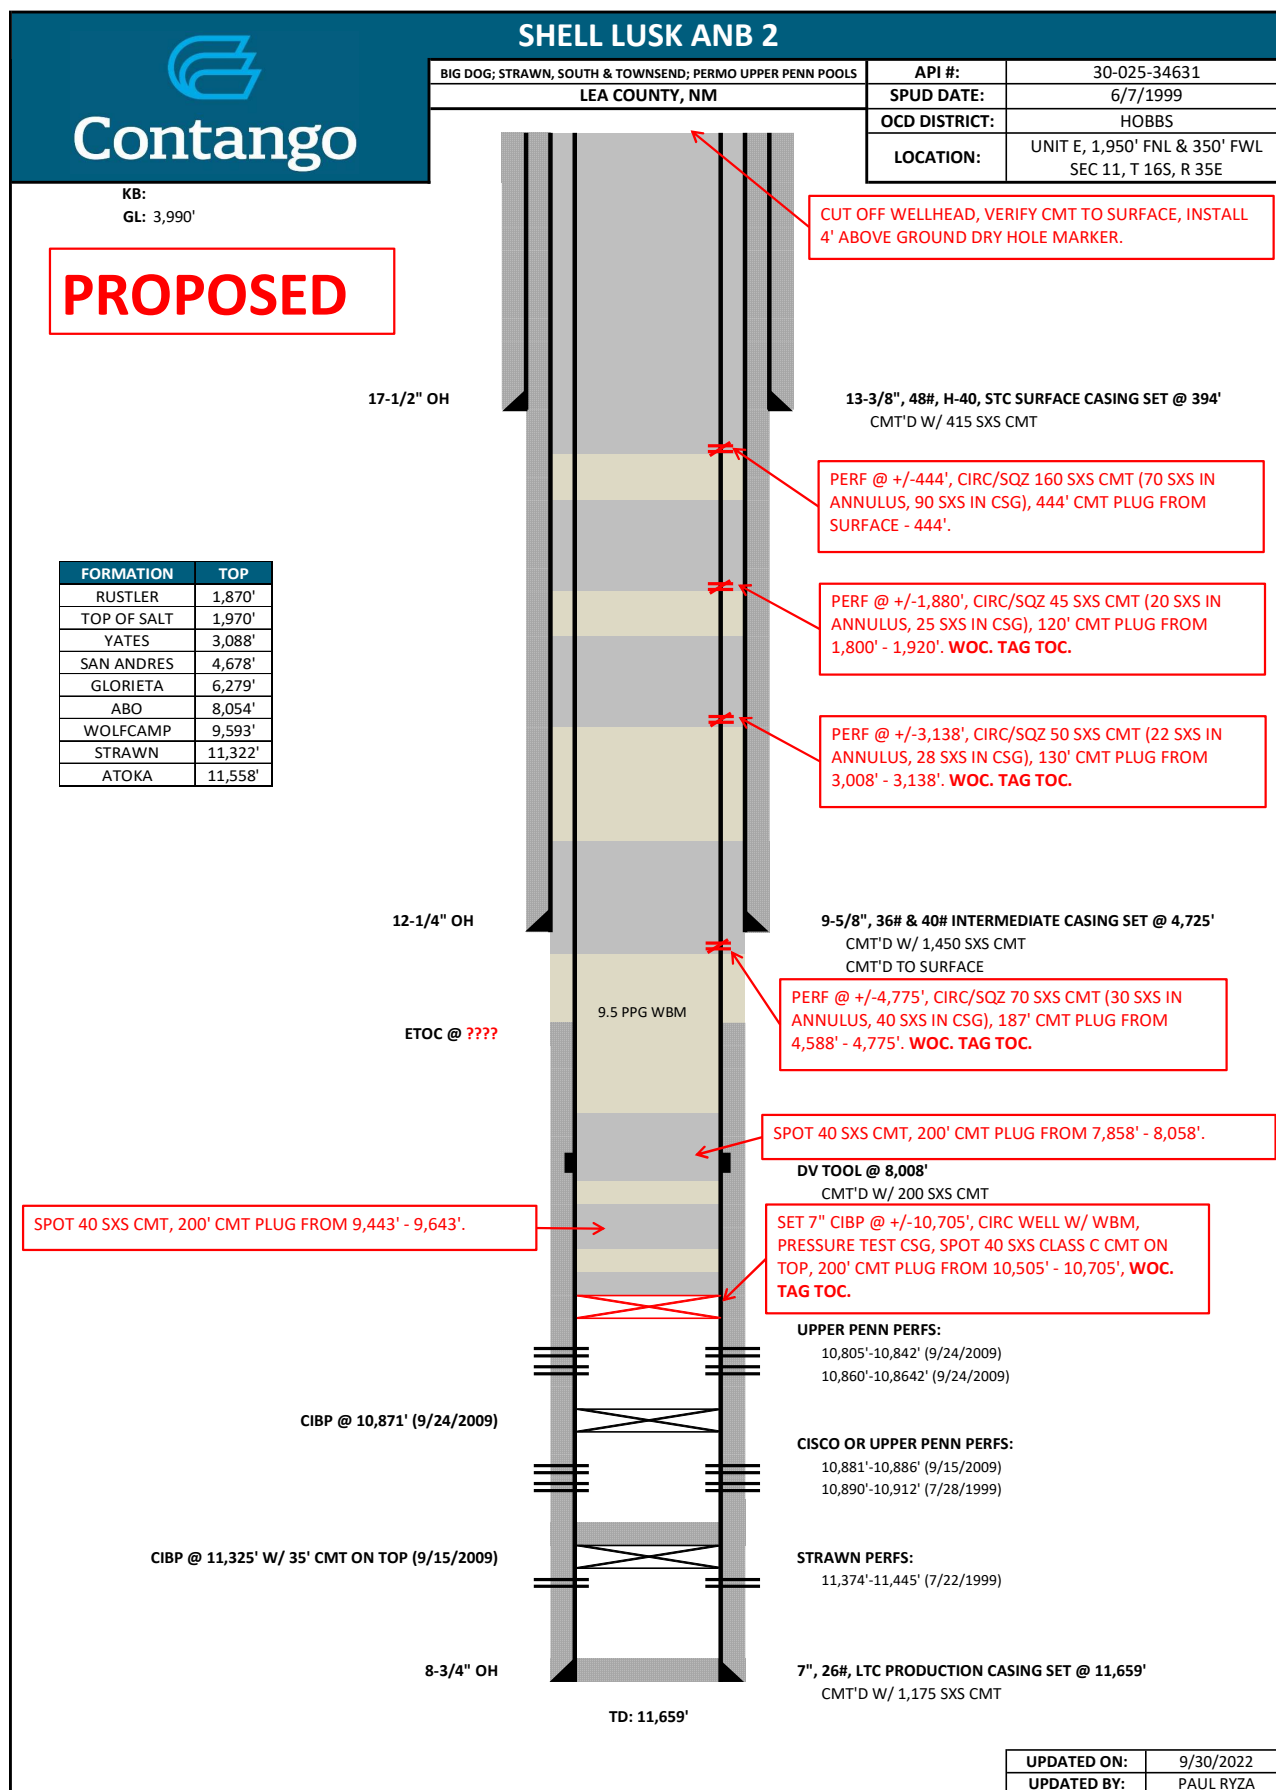 SHELL LUSK ANB 2
Contango
BIG DOG; STRAWN, SOUTH & TOWNSEND; PERMO UPPER PENN POOLS
LEA COUNTY, NM
API #: 30-025-34631
SPUD DATE: 6/7/1999
OCD DISTRICT: HOBBS
LOCATION: UNIT E, 1,950' FNL & 350' FWL
SEC 11, T 16S, R 35E
KB:
GL: 3,990'
CUT OFF WELLHEAD, VERIFY CMT TO SURFACE, INSTALL
4' ABOVE GROUND DRY HOLE MARKER.
PROPOSED
17-1/2" OH
13-3/8", 48#, H-40, STC SURFACE CASING SET @ 394'
CMT'D W/ 415 SXS CMT
PERF @ +/-444', CIRC/SQZ 160 SXS CMT (70 SXS IN
ANNULUS, 90 SXS IN CSG), 444' CMT PLUG FROM
SURFACE - 444'.
FORMATION TOP
RUSTLER 1,870'
TOP OF SALT 1,970'
YATES 3,088'
SAN ANDRES 4,678'
GLORIETA 6,279'
ABO 8,054'
WOLFCAMP 9,593'
STRAWN 11,322'
ATOKA 11,558'
PERF @ +/-1,880', CIRC/SQZ 45 SXS CMT (20 SXS IN
ANNULUS, 25 SXS IN CSG), 120' CMT PLUG FROM
1,800' - 1,920'. WOC. TAG TOC.
PERF @ +/-3,138', CIRC/SQZ 50 SXS CMT (22 SXS IN
ANNULUS, 28 SXS IN CSG), 130' CMT PLUG FROM
3,008' - 3,138'. WOC. TAG TOC.
12-1/4" OH
9-5/8", 36# & 40# INTERMEDIATE CASING SET @ 4,725'
CMT'D W/ 1,450 SXS CMT
CMT'D TO SURFACE
PERF @ +/-4,775', CIRC/SQZ 70 SXS CMT (30 SXS IN
ANNULUS, 40 SXS IN CSG), 187' CMT PLUG FROM
4,588' - 4,775'. WOC. TAG TOC.
9.5 PPG WBM
ETOC @ ????
SPOT 40 SXS CMT, 200' CMT PLUG FROM 7,858' - 8,058'.
DV TOOL @ 8,008'
CMT'D W/ 200 SXS CMT
SPOT 40 SXS CMT, 200' CMT PLUG FROM 9,443' - 9,643'.
SET 7" CIBP @ +/-10,705', CIRC WELL W/ WBM,
PRESSURE TEST CSG, SPOT 40 SXS CLASS C CMT ON
TOP, 200' CMT PLUG FROM 10,505' - 10,705', WOC.
TAG TOC.
UPPER PENN PERFS:
10,805'-10,842' (9/24/2009)
10,860'-10,8642' (9/24/2009)
CIBP @ 10,871' (9/24/2009)
CISCO OR UPPER PENN PERFS:
10,881'-10,886' (9/15/2009)
10,890'-10,912' (7/28/1999)
CIBP @ 11,325' W/ 35' CMT ON TOP (9/15/2009)
STRAWN PERFS:
11,374'-11,445' (7/22/1999)
8-3/4" OH
7", 26#, LTC PRODUCTION CASING SET @ 11,659'
CMT'D W/ 1,175 SXS CMT
TD: 11,659'
UPDATED ON: 9/30/2022
UPDATED BY: PAUL RYZA